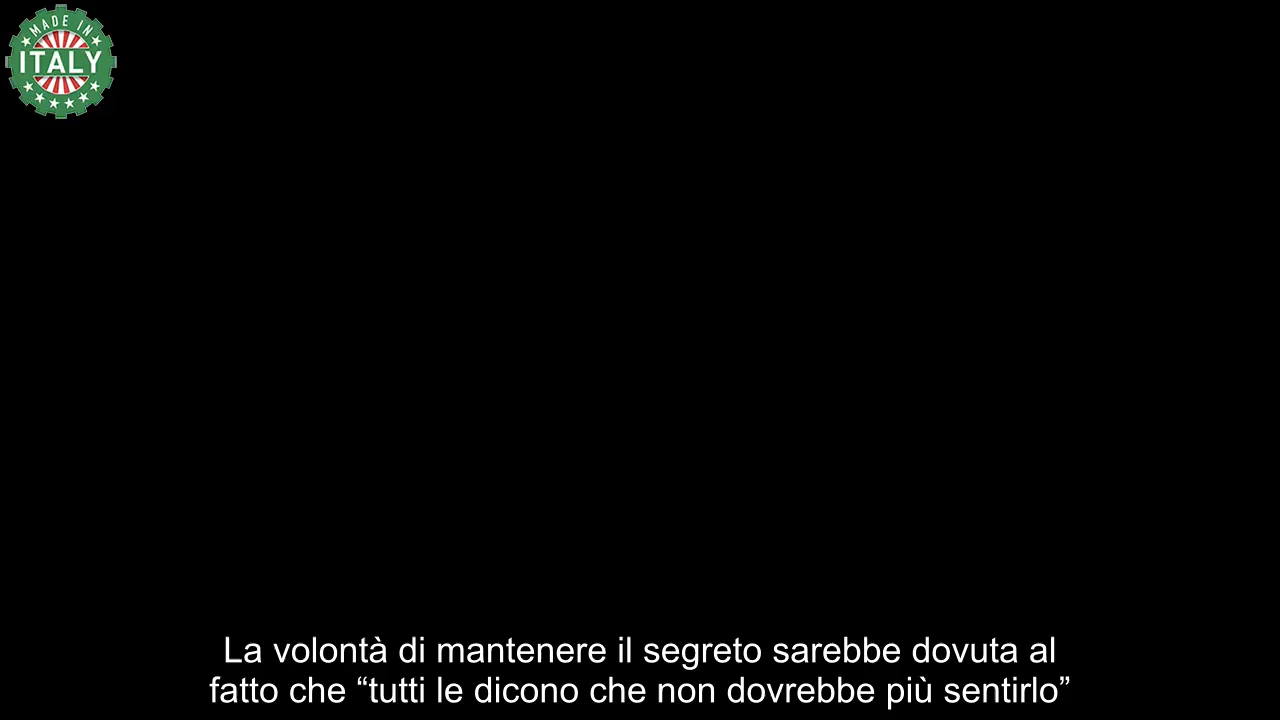 MADE IN
ITALY
La volontà di mantenere il segreto sarebbe dovuta al
fatto che “tutti le dicono che non dovrebbe più sentirlo”